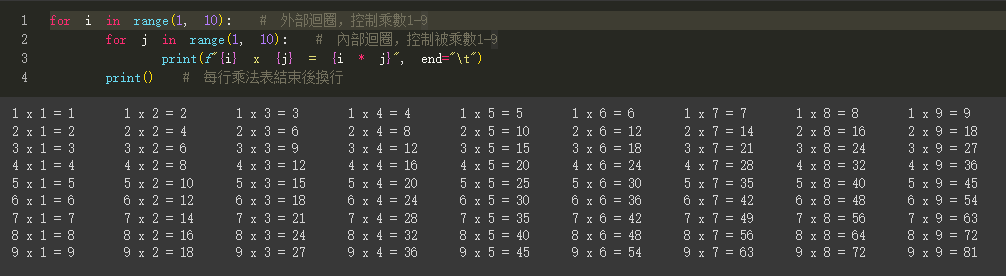 1 for i in range(1, 10):   # 外部迴圈，控制乘數1-9
2     for j in range(1, 10):   # 內部迴圈，控制被乘數1-9
3         print(f"{i} x {j} = {i * j}", end="\t")
4     print()   # 每行乘法表結束後換行
1 x 1 = 1	1 x 2 = 2	1 x 3 = 3	1 x 4 = 4	1 x 5 = 5	1 x 6 = 6	1 x 7 = 7	1 x 8 = 8	1 x 9 = 9
2 x 1 = 2	2 x 2 = 4	2 x 3 = 6	2 x 4 = 8	2 x 5 = 10	2 x 6 = 12	2 x 7 = 14	2 x 8 = 16	2 x 9 = 18
3 x 1 = 3	3 x 2 = 6	3 x 3 = 9	3 x 4 = 12	3 x 5 = 15	3 x 6 = 18	3 x 7 = 21	3 x 8 = 24	3 x 9 = 27
4 x 1 = 4	4 x 2 = 8	4 x 3 = 12	4 x 4 = 16	4 x 5 = 20	4 x 6 = 24	4 x 7 = 28	4 x 8 = 32	4 x 9 = 36
5 x 1 = 5	5 x 2 = 10	5 x 3 = 15	5 x 4 = 20	5 x 5 = 25	5 x 6 = 30	5 x 7 = 35	5 x 8 = 40	5 x 9 = 45
6 x 1 = 6	6 x 2 = 12	6 x 3 = 18	6 x 4 = 24	6 x 5 = 30	6 x 6 = 36	6 x 7 = 42	6 x 8 = 48	6 x 9 = 54
7 x 1 = 7	7 x 2 = 14	7 x 3 = 21	7 x 4 = 28	7 x 5 = 35	7 x 6 = 42	7 x 7 = 49	7 x 8 = 56	7 x 9 = 63
8 x 1 = 8	8 x 2 = 16	8 x 3 = 24	8 x 4 = 32	8 x 5 = 40	8 x 6 = 48	8 x 7 = 56	8 x 8 = 64	8 x 9 = 72
9 x 1 = 9	9 x 2 = 18	9 x 3 = 27	9 x 4 = 36	9 x 5 = 45	9 x 6 = 54	9 x 7 = 63	9 x 8 = 72	9 x 9 = 81